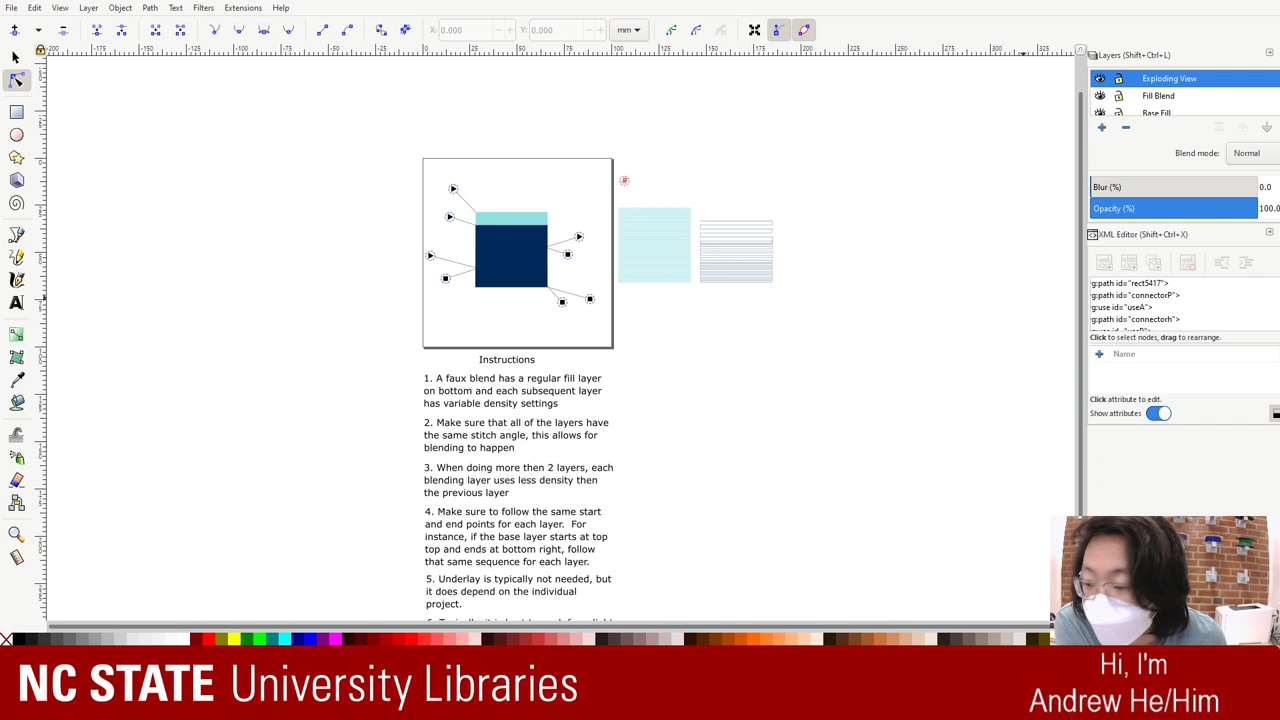 File Edit View Layer Object Path Text Filters Extensions Help
X: 0.000 Y: 0.000 mm
Layers (Shift+Ctrl+L)
Exploding View
Fill Blend
Base Fill
Blend mode: Normal
Blur (%) 0.0
Opacity (%) 100.0
XML Editor (Shift+Ctrl+X)
g:path id="rect5417">
g:path id="connectorP">
g:use id="useA">
g:path id="connectorh">
Click to select nodes, drag to rearrange.
Name
Click attribute to edit.
Show attributes
Instructions
1. A faux blend has a regular fill layer
on bottom and each subsequent layer
has variable density settings
2. Make sure that all of the layers have
the same stitch angle, this allows for
blending to happen
3. When doing more then 2 layers, each
blending layer uses less density then
the previous layer
4. Make sure to follow the same start
and end points for each layer. For
instance, if the base layer starts at top
top and ends at bottom right, follow
that same sequence for each layer.
5. Underlay is typically not needed, but
it does depend on the individual
project.
NC STATE University Libraries
Hi, I'm
Andrew He/Him